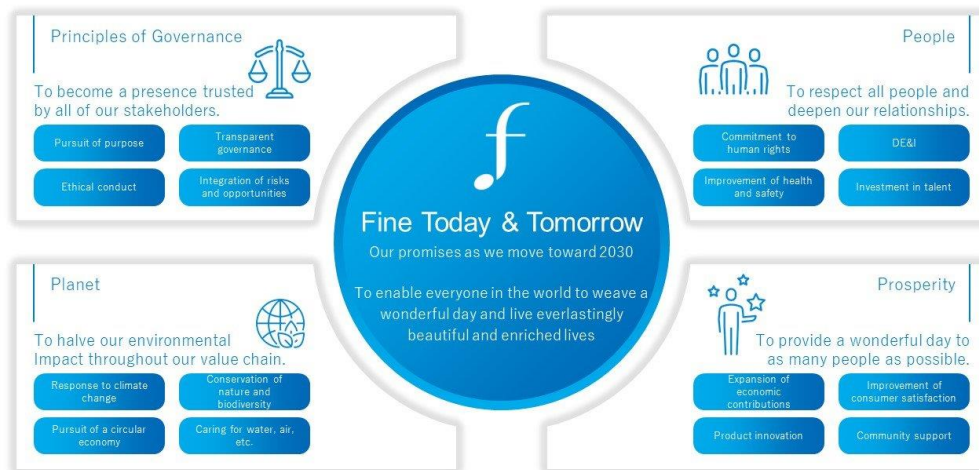 Principles of Governance
To become a presence trusted
by all of our stakeholders.
Pursuit of purpose
Transparent
governance
Ethical conduct
Integration of risks
and opportunities
People
To respect all people and
deepen our relationships.
Commitment to
human rights
DE&I
Improvement of health
and safety
Investment in talent
f
Fine Today & Tomorrow
Our promises as we move toward 2030
To enable everyone in the world to weave a
wonderful day and live everlastingly
beautiful and enriched lives
Planet
To halve our environmental
Impact throughout our value chain.
Response to climate
change
Conservation of
nature and
biodiversity
Pursuit of a circular
economy
Caring for water, air,
etc.
Prosperity
To provide a wonderful day to
as many people as possible.
Expansion of
economic
contributions
Improvement of
consumer satisfaction
Product innovation
Community support